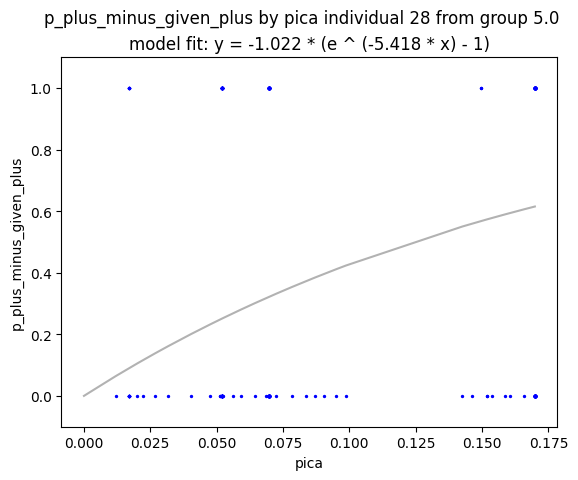 p_plus_minus_given_plus by pica individual 28 from group 5.0
model fit: y = -1.022 * (e ^ (-5.418 * x) - 1)
1.0
0.8
0.6
0.4
0.2
0.0
p_plus_minus_given_plus
0.000 0.025 0.050 0.075 0.100 0.125 0.150 0.175
pica